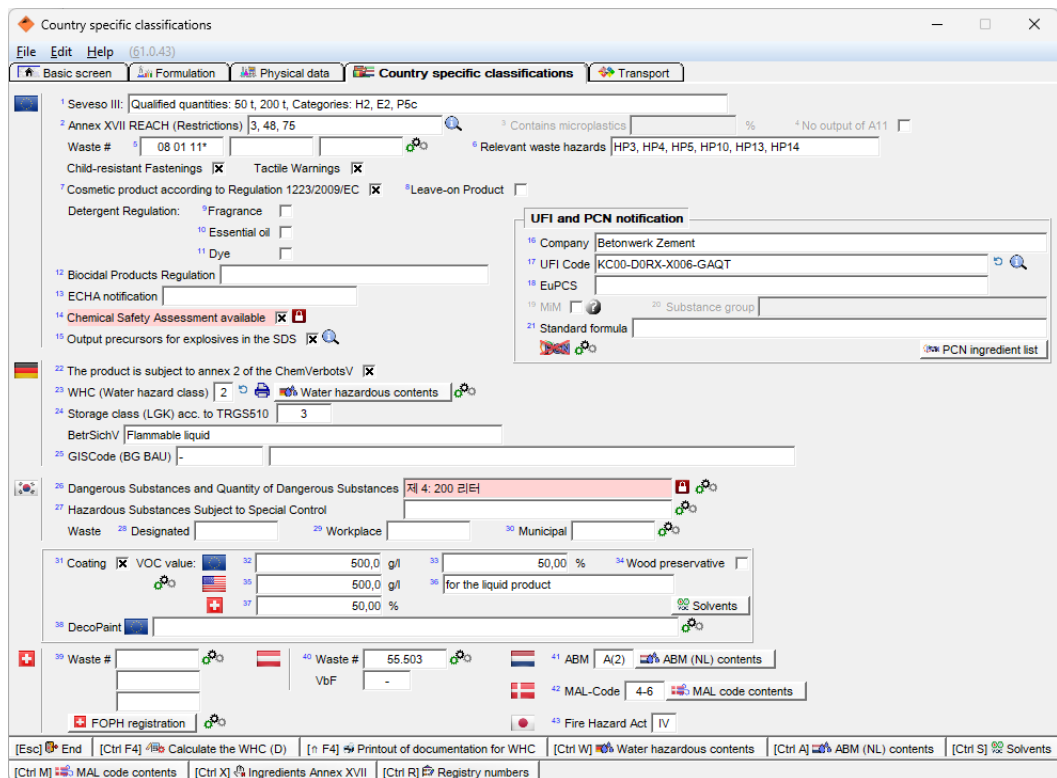 Country specific classifications
File Edit Help (61.0.43)
Basic screen Formulation Physical data Country specific classifications Transport
1 Seveso III: Qualified quantities: 50 t, 200 t, Categories: H2, E2, P5c
2 Annex XVII REACH (Restrictions) 3, 48, 75 3 Contains microplastics % 4 No output of A11
Waste # 5 08 01 11* 6 Relevant waste hazards HP3, HP4, HP5, HP10, HP13, HP14
Child-resistant Fastenings Tactile Warnings
7 Cosmetic product according to Regulation 1223/2009/EC 8 Leave-on Product
Detergent Regulation: 9 Fragrance
10 Essential oil
11 Dye
12 Biocidal Products Regulation
13 ECHA notification
14 Chemical Safety Assessment available
15 Output precursors for explosives in the SDS
UFI and PCN notification
16 Company Betonwerk Zement
17 UFI Code KC00-D0RX-X006-GAQT
18 EuPCS
19 MiM 20 Substance group
21 Standard formula
PCN ingredient list
22 The product is subject to annex 2 of the ChemVerbotsV
23 WHC (Water hazard class) 2 Water hazardous contents
24 Storage class (LGK) acc. to TRGS510 3
BetrSichV Flammable liquid
25 GISCode (BG BAU) -
26 Dangerous Substances and Quantity of Dangerous Substances 제 4: 200 리터
27 Hazardous Substances Subject to Special Control
Waste 28 Designated 29 Workplace 30 Municipal
31 Coating VOC value: 32 500,0 g/l 33 50,00 % 34 Wood preservative
35 500,0 g/l 36 for the liquid product
37 50,00 % Solvents
38 DecoPaint
39 Waste # 40 Waste # 55.503 41 ABM A(2) ABM (NL) contents
VbF - 42 MAL-Code 4-6 MAL code contents
FOPH registration 43 Fire Hazard Act IV
[Esc] End [Ctrl F4] Calculate the WHC (D) [⇑ F4] Printout of documentation for WHC [Ctrl W] Water hazardous contents [Ctrl A] ABM (NL) contents [Ctrl S] Solvents
[Ctrl M] MAL code contents [Ctrl X] Ingredients Annex XVII [Ctrl R] Registry numbers